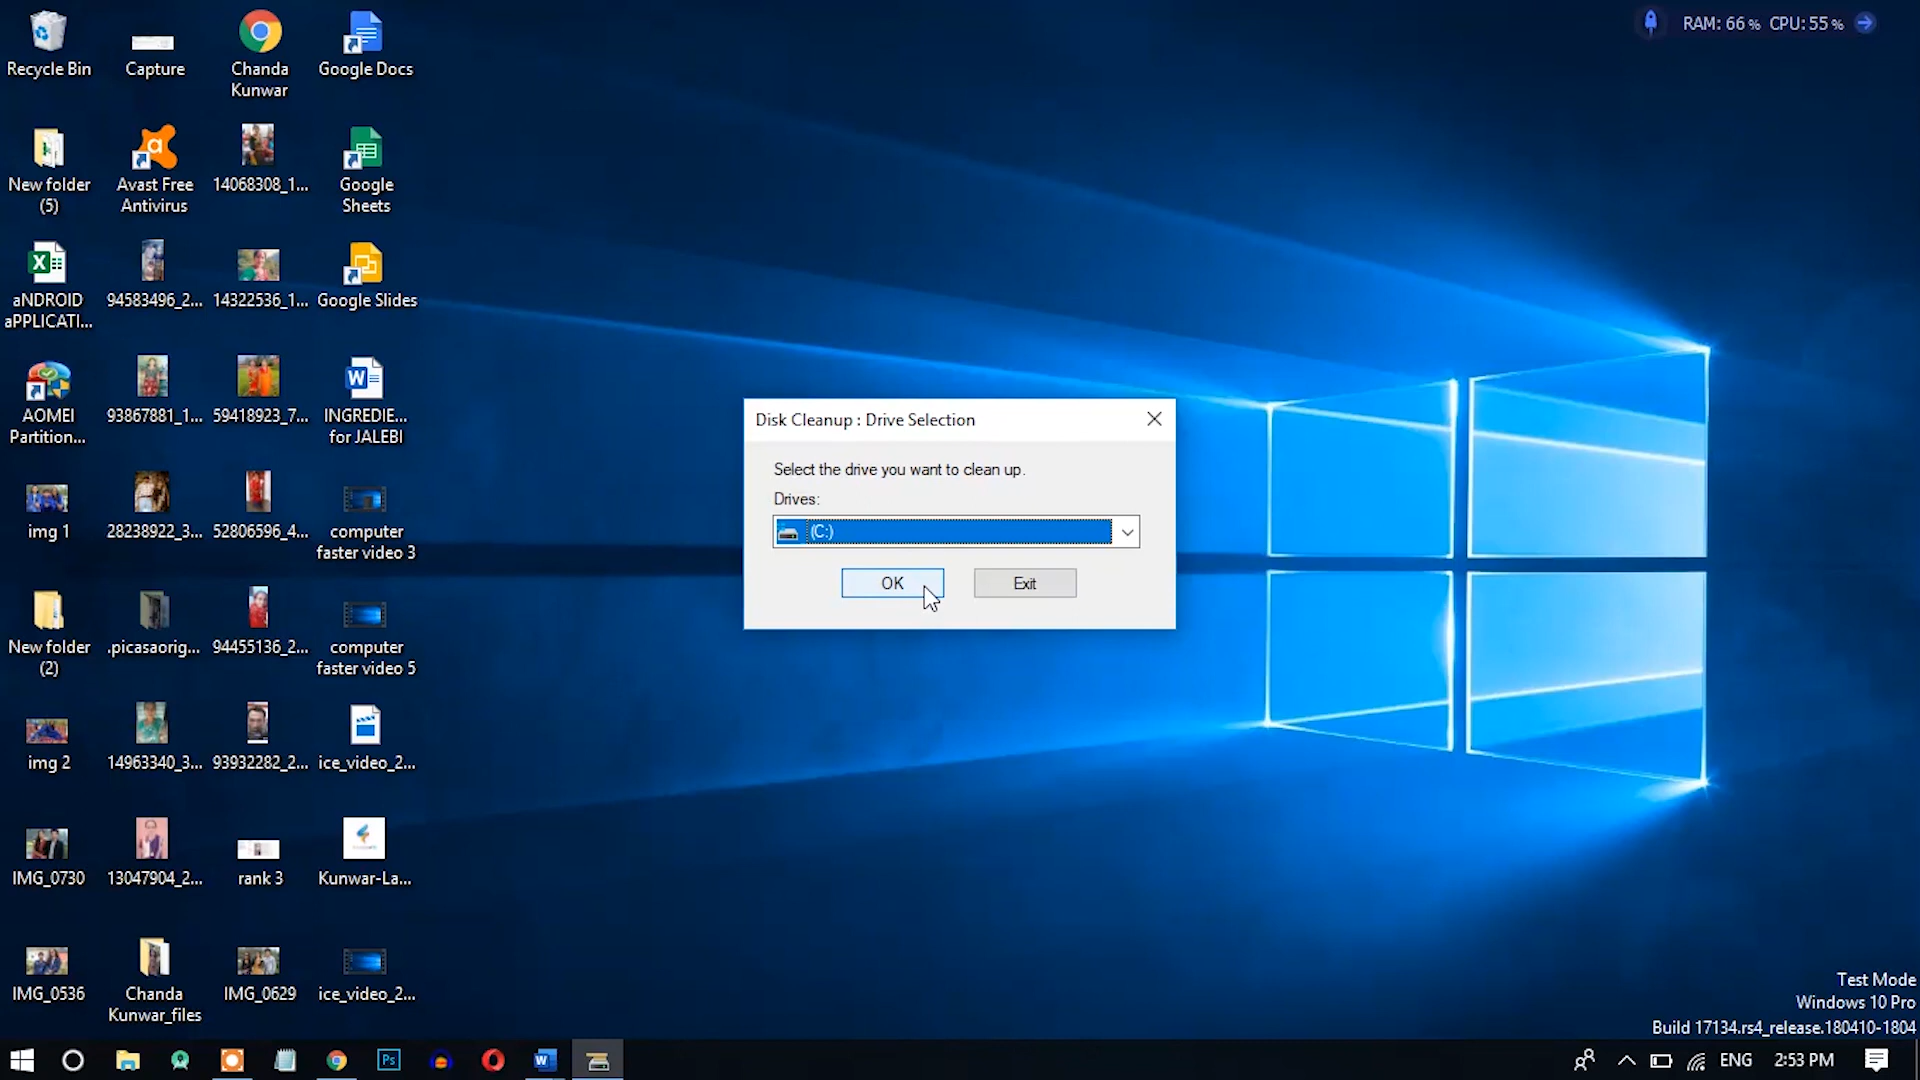 RAM: 66 % CPU: 55 %
Recycle Bin
Capture
Chanda
Kunwar
Google Docs
New folder
(5)
Avast Free
Antivirus
14068308_1...
Google
Sheets
aNDROID
aPPLICATI...
94583496_2...
14322536_1...
Google Slides
AOMEI
Partition...
93867881_1...
59418923_7...
INGREDIE...
for JALEBI
img 1
28238922_3...
52806596_4...
computer
faster video 3
New folder
(2)
.picasaorig...
94455136_2...
computer
faster video 5
img 2
14963340_3...
93932282_2...
ice_video_2...
IMG_0730
13047904_2...
rank 3
Kunwar-La...
IMG_0536
Chanda
Kunwar_files
IMG_0629
ice_video_2...
Disk Cleanup : Drive Selection
Select the drive you want to clean up.
Drives:
(C:)
OK
Exit
Test Mode
Windows 10 Pro
Build 17134.rs4_release.180410-1804
Ps
ENG
2:53 PM